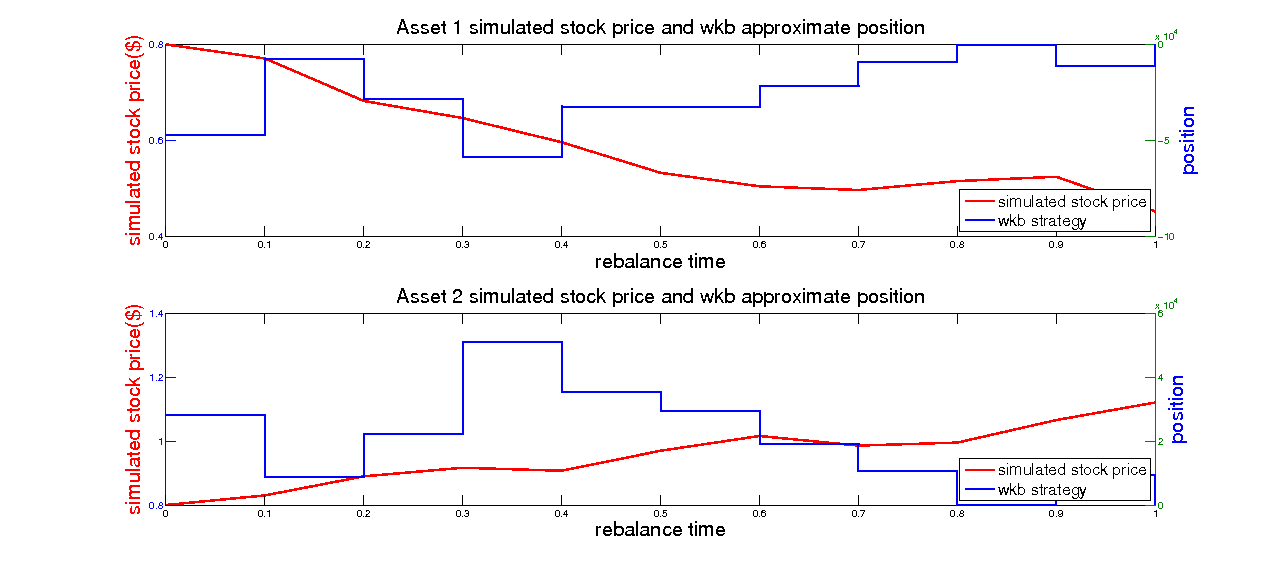 Asset 1 simulated stock price and wkb approximate position
x 10^4
simulated stock price($)
0.8
0.6
0.4
0
-5
-10
position
simulated stock price
wkb strategy
0 0.1 0.2 0.3 0.4 0.5 0.6 0.7 0.8 0.9 1
rebalance time
Asset 2 simulated stock price and wkb approximate position
x 10^4
simulated stock price($)
1.4
1.2
1
0.8
6
4
2
0
position
simulated stock price
wkb strategy
0 0.1 0.2 0.3 0.4 0.5 0.6 0.7 0.8 0.9 1
rebalance time